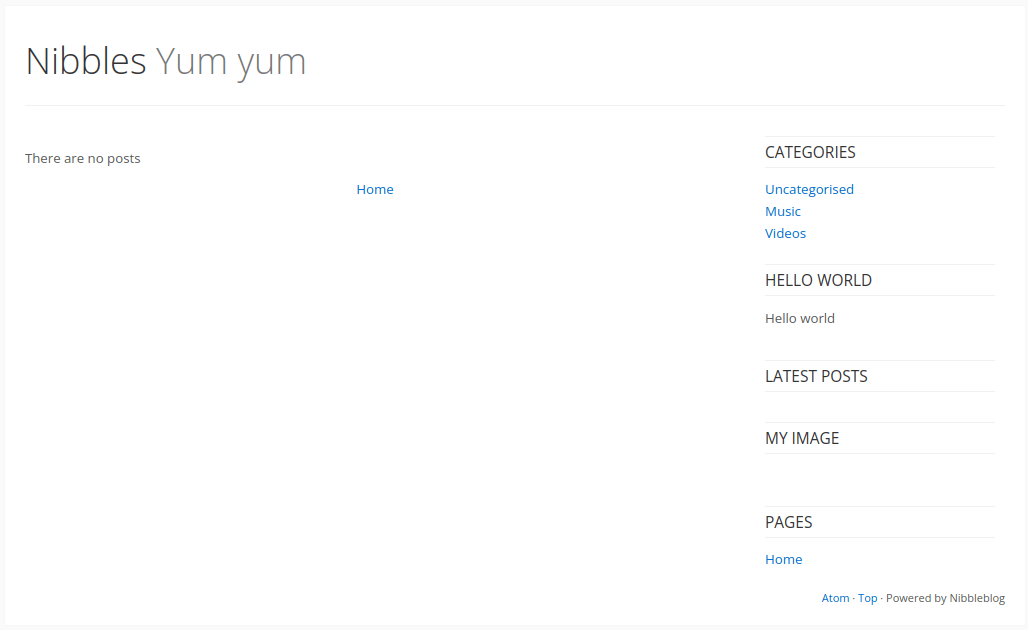 Nibbles Yum yum
There are no posts
Home
CATEGORIES
Uncategorised
Music
Videos
HELLO WORLD
Hello world
LATEST POSTS
MY IMAGE
PAGES
Home
Atom · Top · Powered by Nibbleblog